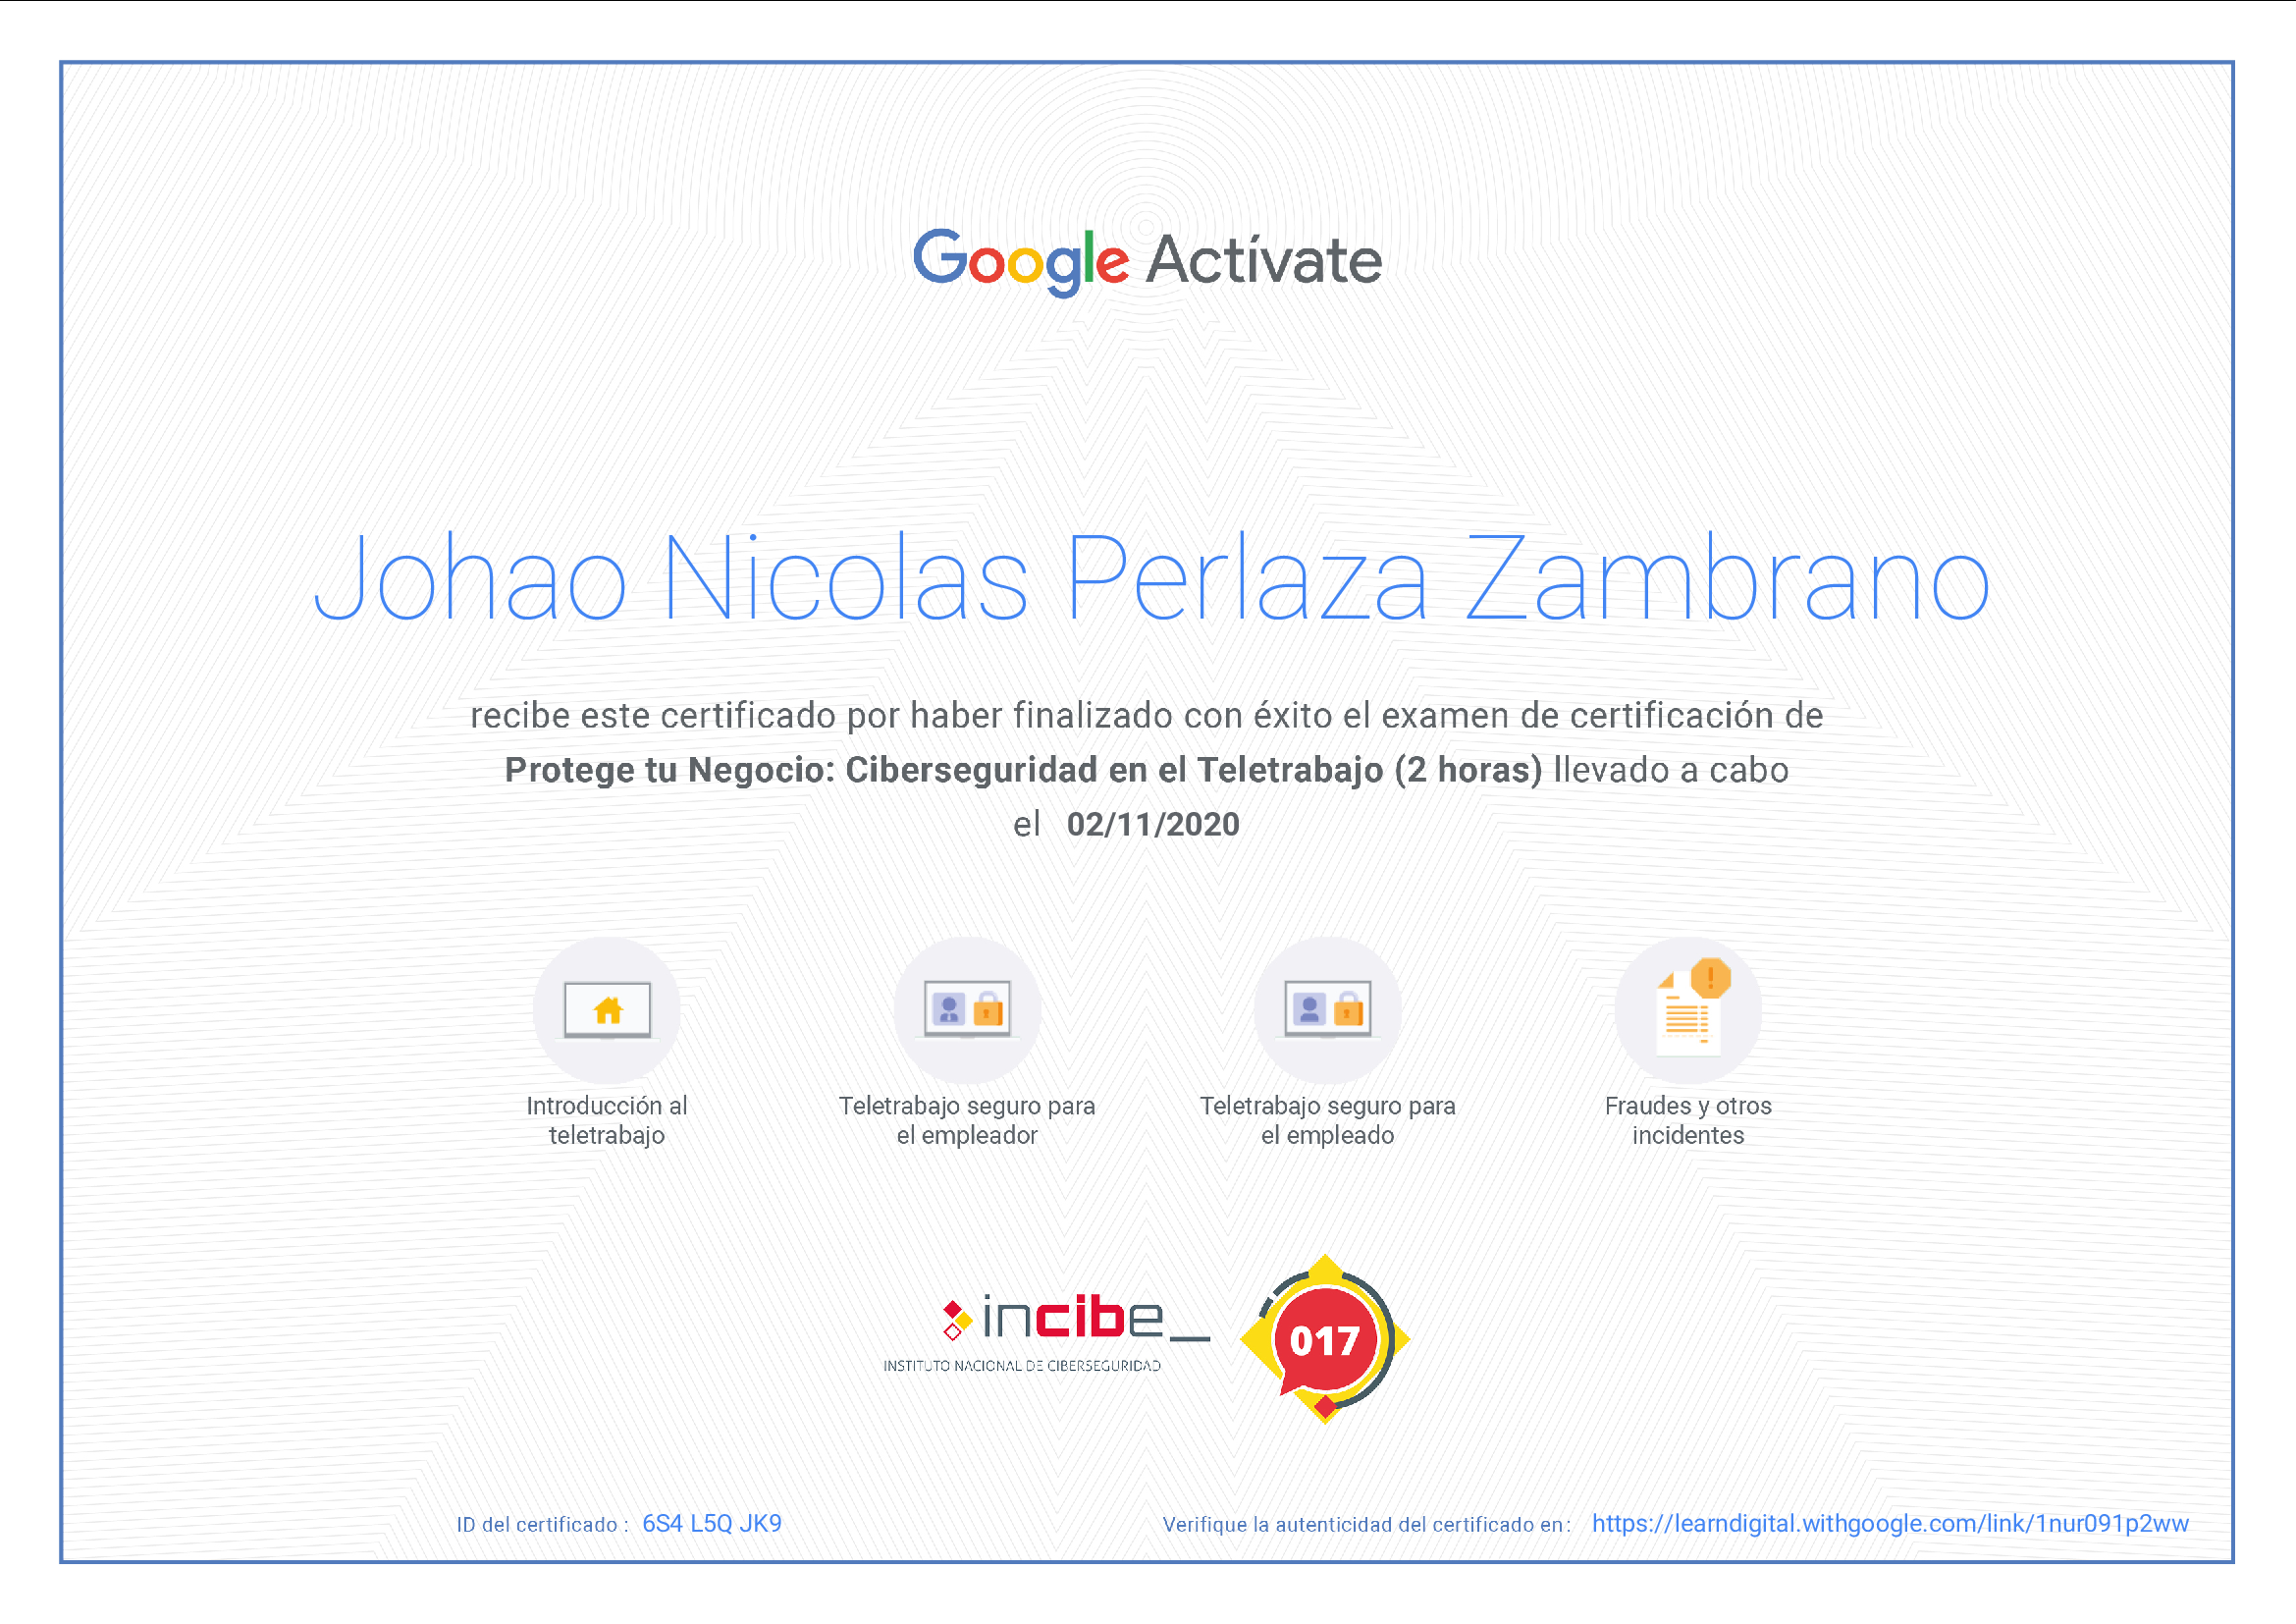 Google Actívate
Johao Nicolas Perlaza Zambrano
recibe este certificado por haber finalizado con éxito el examen de certificación de
Protege tu Negocio: Ciberseguridad en el Teletrabajo (2 horas) llevado a cabo
el 02/11/2020
Introducción al
teletrabajo
Teletrabajo seguro para
el empleador
Teletrabajo seguro para
el empleado
Fraudes y otros
incidentes
incibe_
INSTITUTO NACIONAL DE CIBERSEGURIDAD
017
ID del certificado : 6S4 L5Q JK9
Verifique la autenticidad del certificado en : https://learndigital.withgoogle.com/link/1nur091p2ww